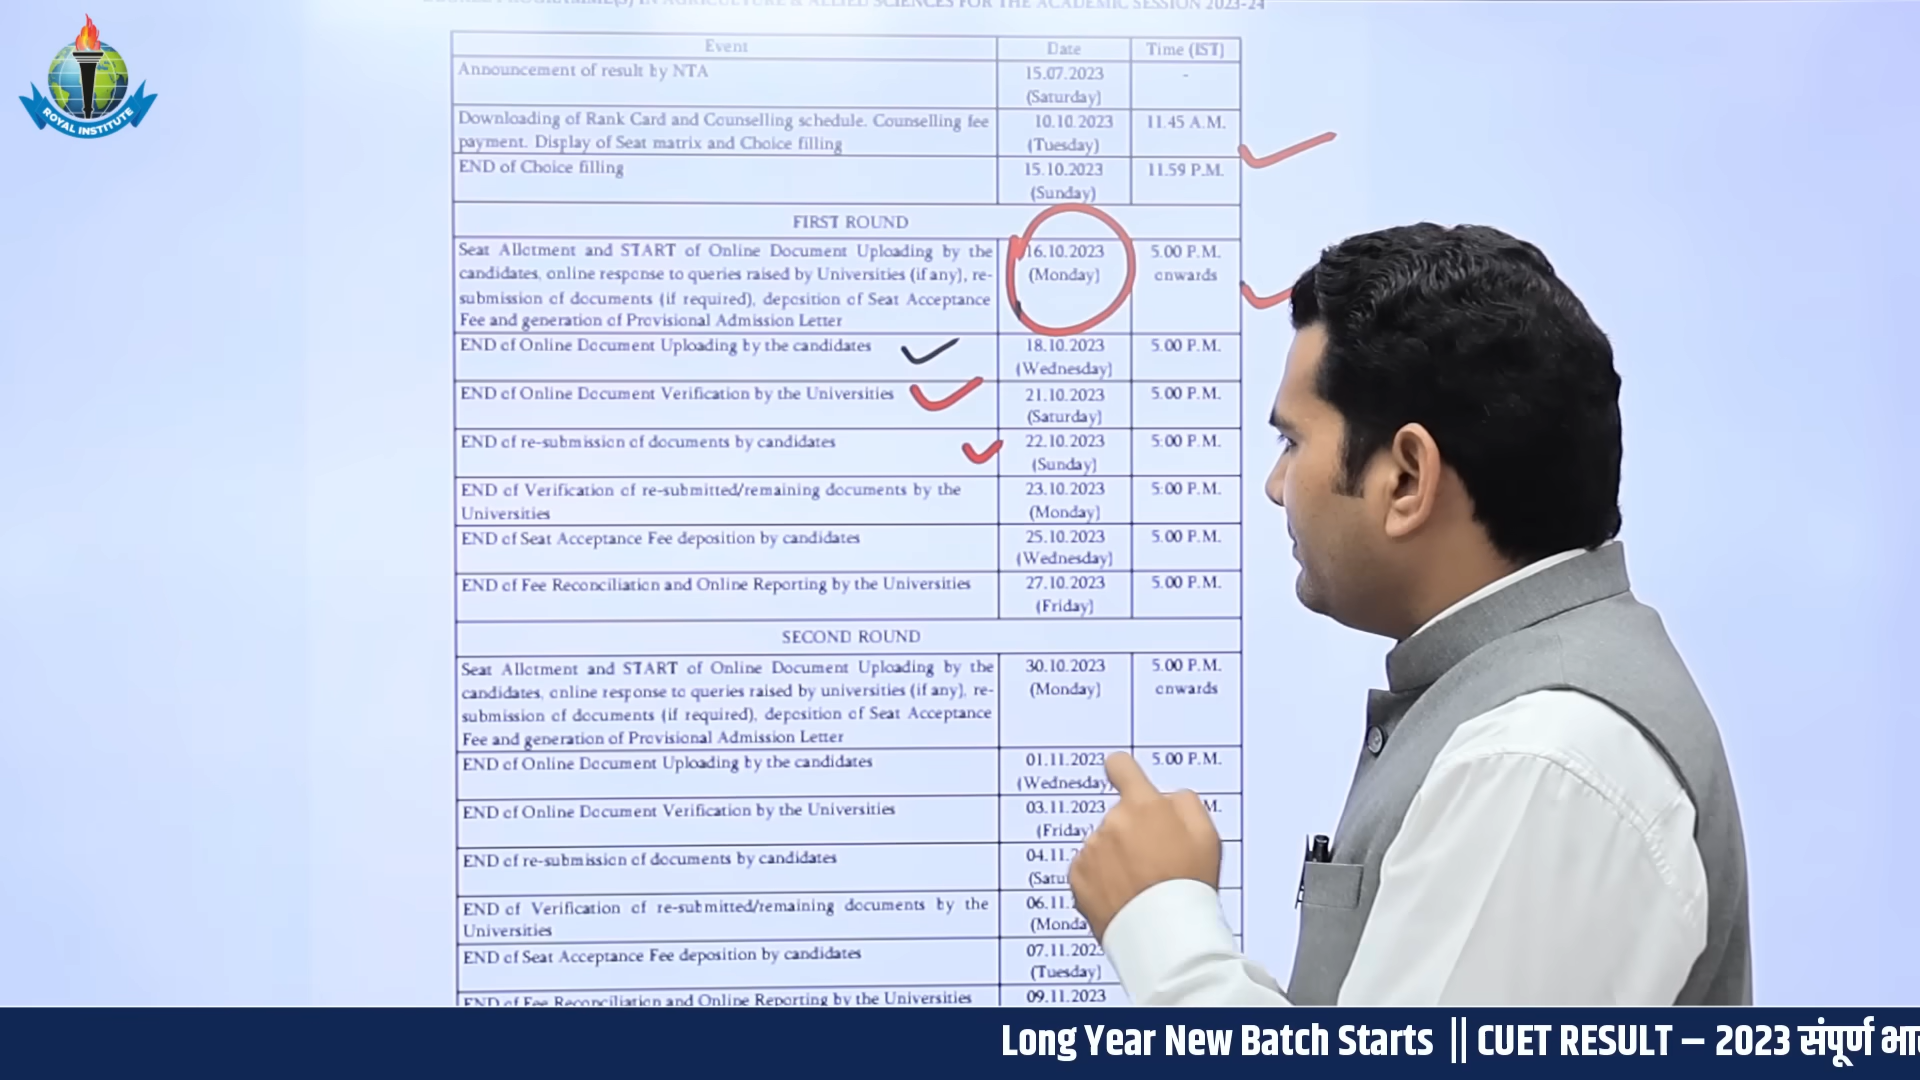 DEGREE PROGRAMME(S) IN AGRICULTURE & ALLIED SCIENCES FOR THE ACADEMIC SESSION 2023-24
ROYAL INSTITUTE
Event Date Time (IST)
Announcement of result by NTA 15.07.2023 -
(Saturday)
Downloading of Rank Card and Counselling schedule. Counselling fee 10.10.2023 11.45 A.M.
payment. Display of Seat matrix and Choice filling (Tuesday)
END of Choice filling 15.10.2023 11.59 P.M.
(Sunday)
FIRST ROUND
Seat Allotment and START of Online Document Uploading by the 16.10.2023 5.00 P.M.
candidates, online response to queries raised by Universities (if any), re- (Monday) onwards
submission of documents (if required), deposition of Seat Acceptance
Fee and generation of Provisional Admission Letter
END of Online Document Uploading by the candidates 18.10.2023 5.00 P.M.
(Wednesday)
END of Online Document Verification by the Universities 21.10.2023 5.00 P.M.
(Saturday)
END of re-submission of documents by candidates 22.10.2023 5:00 P.M.
(Sunday)
END of Verification of re-submitted/remaining documents by the 23.10.2023 5:00 P.M.
Universities (Monday)
END of Seat Acceptance Fee deposition by candidates 25.10.2023 5.00 P.M.
(Wednesday)
END of Fee Reconciliation and Online Reporting by the Universities 27.10.2023 5.00 P.M.
(Friday)
SECOND ROUND
Seat Allotment and START of Online Document Uploading by the 30.10.2023 5.00 P.M.
candidates, online response to queries raised by universities (if any), re- (Monday) onwards
submission of documents (if required), deposition of Seat Acceptance
Fee and generation of Provisional Admission Letter
END of Online Document Uploading by the candidates 01.11.2023 5.00 P.M.
(Wednesday)
END of Online Document Verification by the Universities 03.11.2023 M.
(Friday)
END of re-submission of documents by candidates 04.11.2
(Satu
END of Verification of re-submitted/remaining documents by the 06.11.
Universities (Monda
END of Seat Acceptance Fee deposition by candidates 07.11.2023
(Tuesday)
END of Fee Reconciliation and Online Reporting by the Universities 09.11.2023
Long Year New Batch Starts || CUET RESULT – 2023 संपूर्ण भा